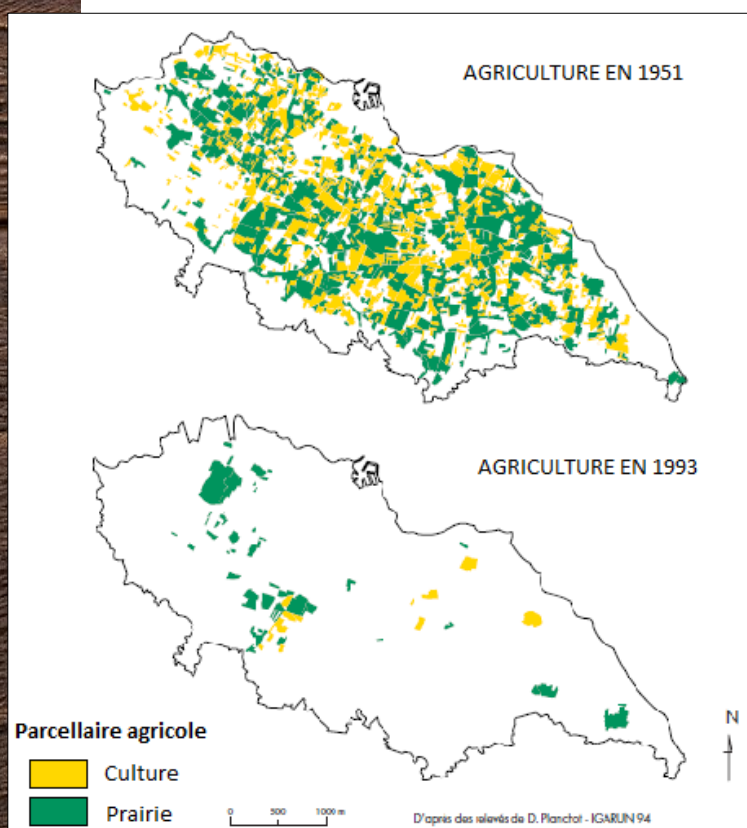 AGRICULTURE EN 1951
AGRICULTURE EN 1993
N
Parcellaire agricole
Culture
Prairie
0 500 1000 m
D'après des relevés de D. Planchot - IGARUN 94